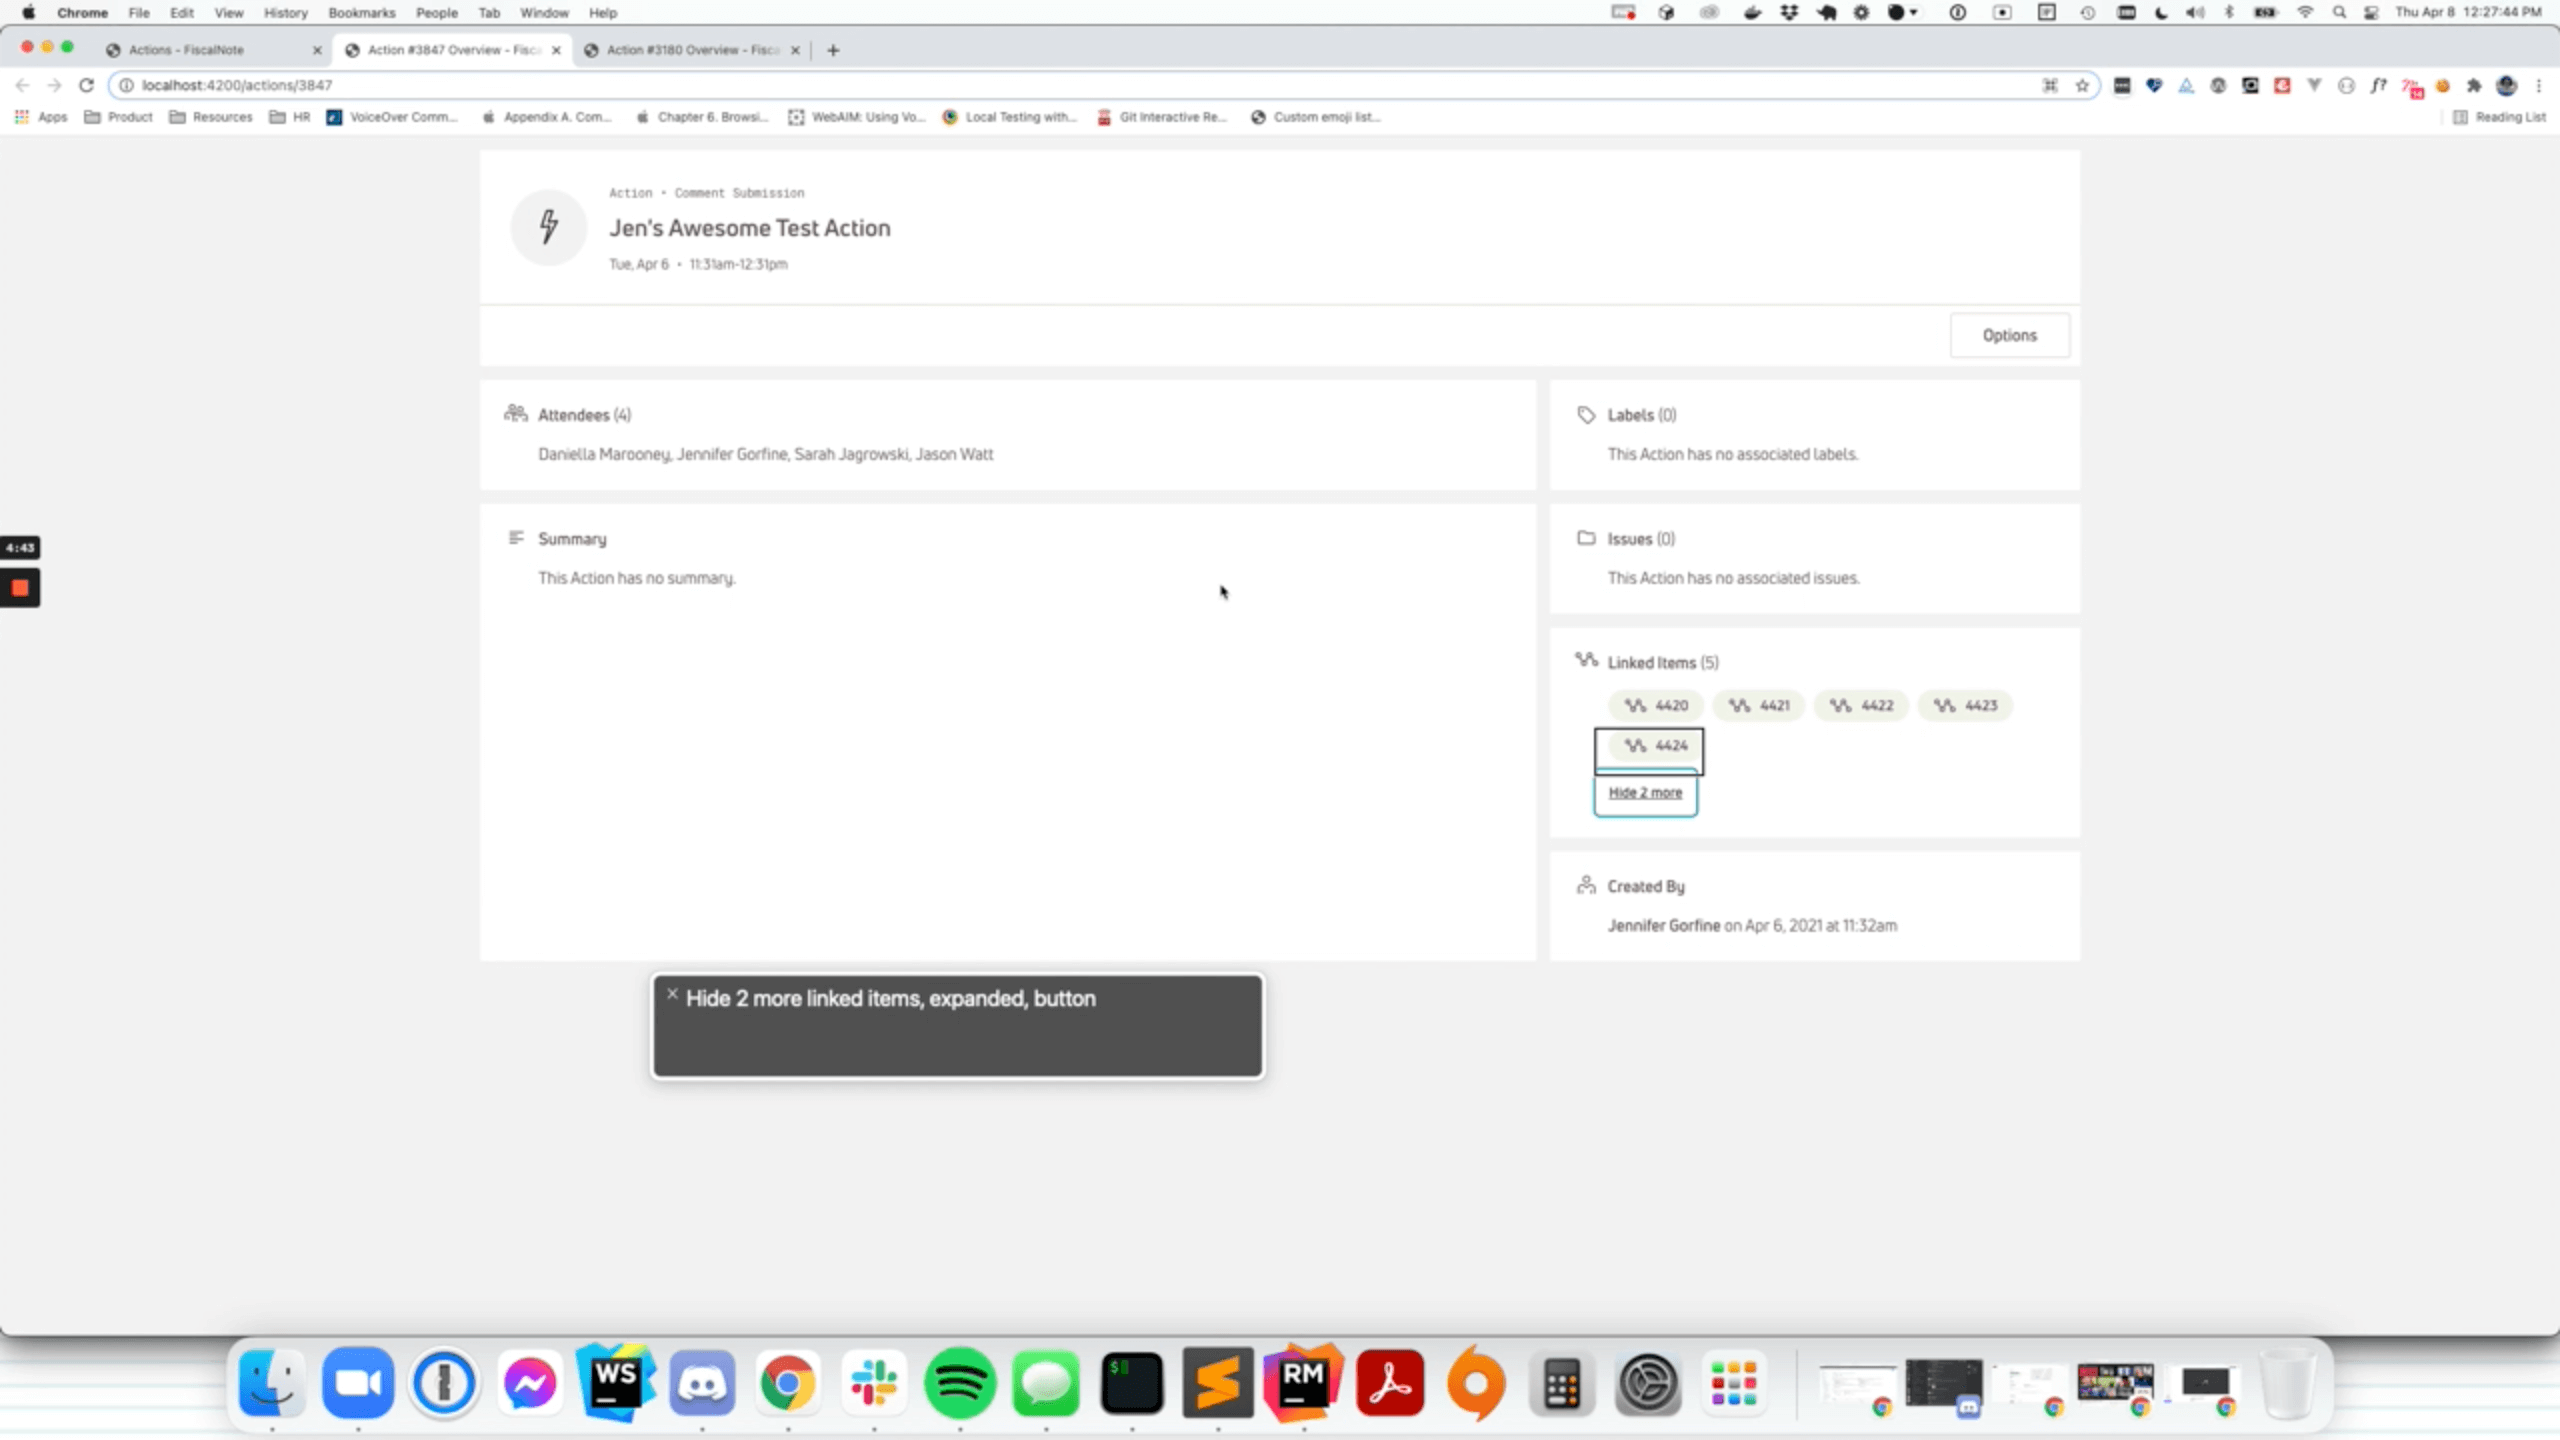 Chrome File Edit View History Bookmarks People Tab Window Help
Thu Apr 8 12:27:44 PM
Actions - FiscalNote
Action #3847 Overview - Fisc
Action #3180 Overview - Fisc
localhost:4200/actions/3847
Apps Product Resources HR VoiceOver Comm... Appendix A. Com... Chapter 6. Browsi... WebAIM: Using Vo... Local Testing with... Git Interactive Re... Custom emoji list... Reading List
Action • Comment Submission
Jen's Awesome Test Action
Tue, Apr 6 • 11:31am-12:31pm
Options
Attendees (4)
Daniella Marooney, Jennifer Gorfine, Sarah Jagrowski, Jason Watt
Labels (0)
This Action has no associated labels.
4:43
Summary
This Action has no summary.
Issues (0)
This Action has no associated issues.
Linked Items (5)
4420 4421 4422 4423
4424
Hide 2 more
Created By
Jennifer Gorfine on Apr 6, 2021 at 11:32am
× Hide 2 more linked items, expanded, button
WS
RM